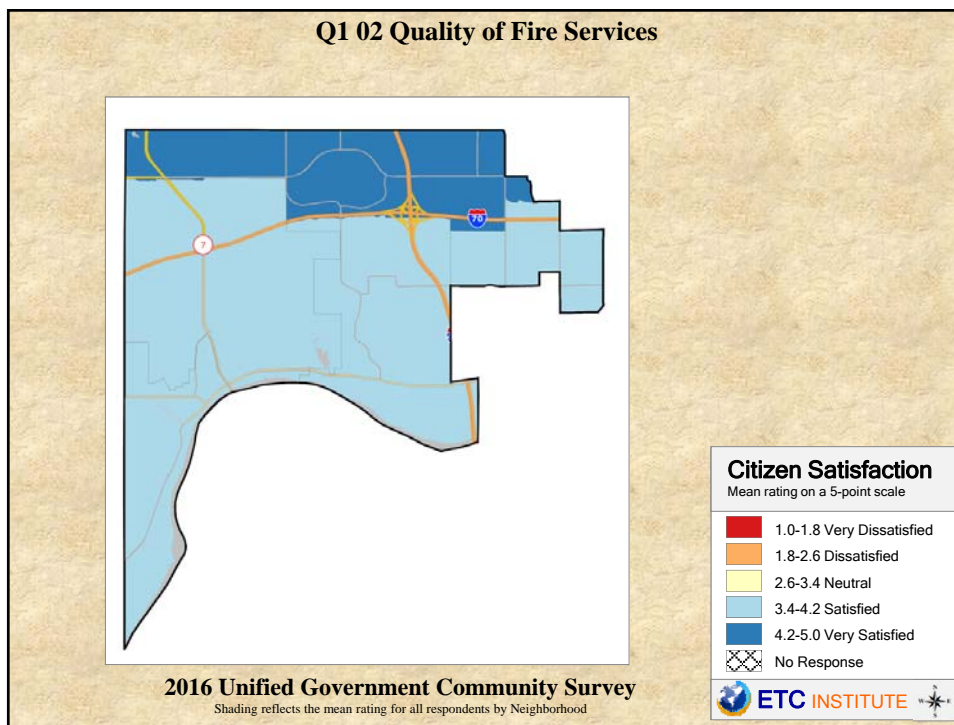 Q1 02 Quality of Fire Services
70
7
Citizen Satisfaction
Mean rating on a 5-point scale
1.0-1.8 Very Dissatisfied
1.8-2.6 Dissatisfied
2.6-3.4 Neutral
3.4-4.2 Satisfied
4.2-5.0 Very Satisfied
No Response
ETC INSTITUTE
N
W E
S
2016 Unified Government Community Survey
Shading reflects the mean rating for all respondents by Neighborhood